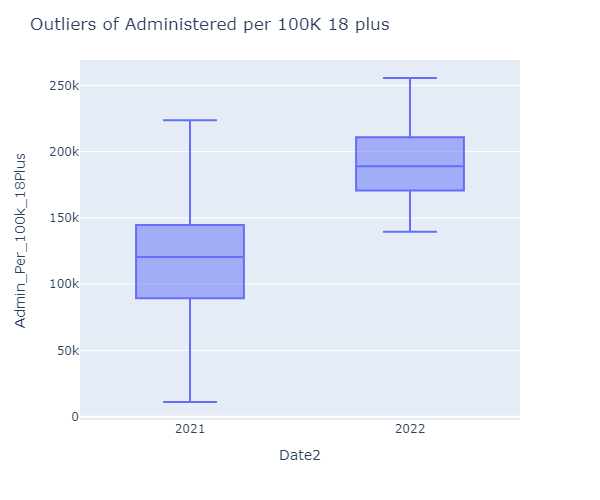 Outliers of Administered per 100K 18 plus
250k
200k
150k
100k
50k
0
Admin_Per_100k_18Plus
2021
2022
Date2